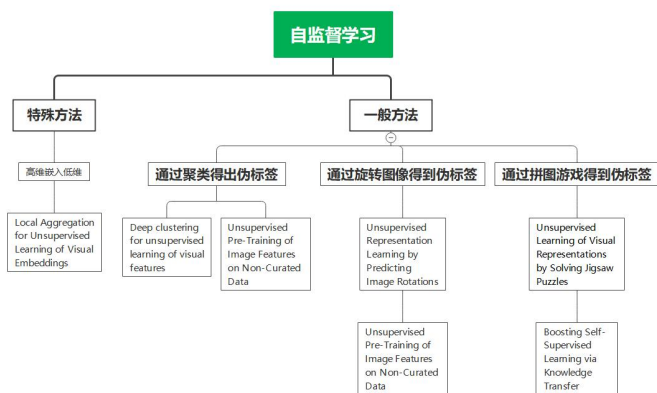 自监督学习
特殊方法
一般方法
高维嵌入低维
通过聚类得出伪标签
通过旋转图像得到伪标签
通过拼图游戏得到伪标签
Local Aggregation
for Unsupervised
Learning of Visual
Embeddings
Deep clustering
for unsupervised
learning of visual
features
Unsupervised
Pre-Training of
Image Features
on Non-Curated
Data
Unsupervised
Representation
Learning by
Predicting
Image Rotations
Unsupervised
Learning of Visual
Representations
by Solving Jigsaw
Puzzles
Unsupervised
Pre-Training of
Image Features
on Non-Curated
Data
Boosting Self-
Supervised
Learning via
Knowledge
Transfer